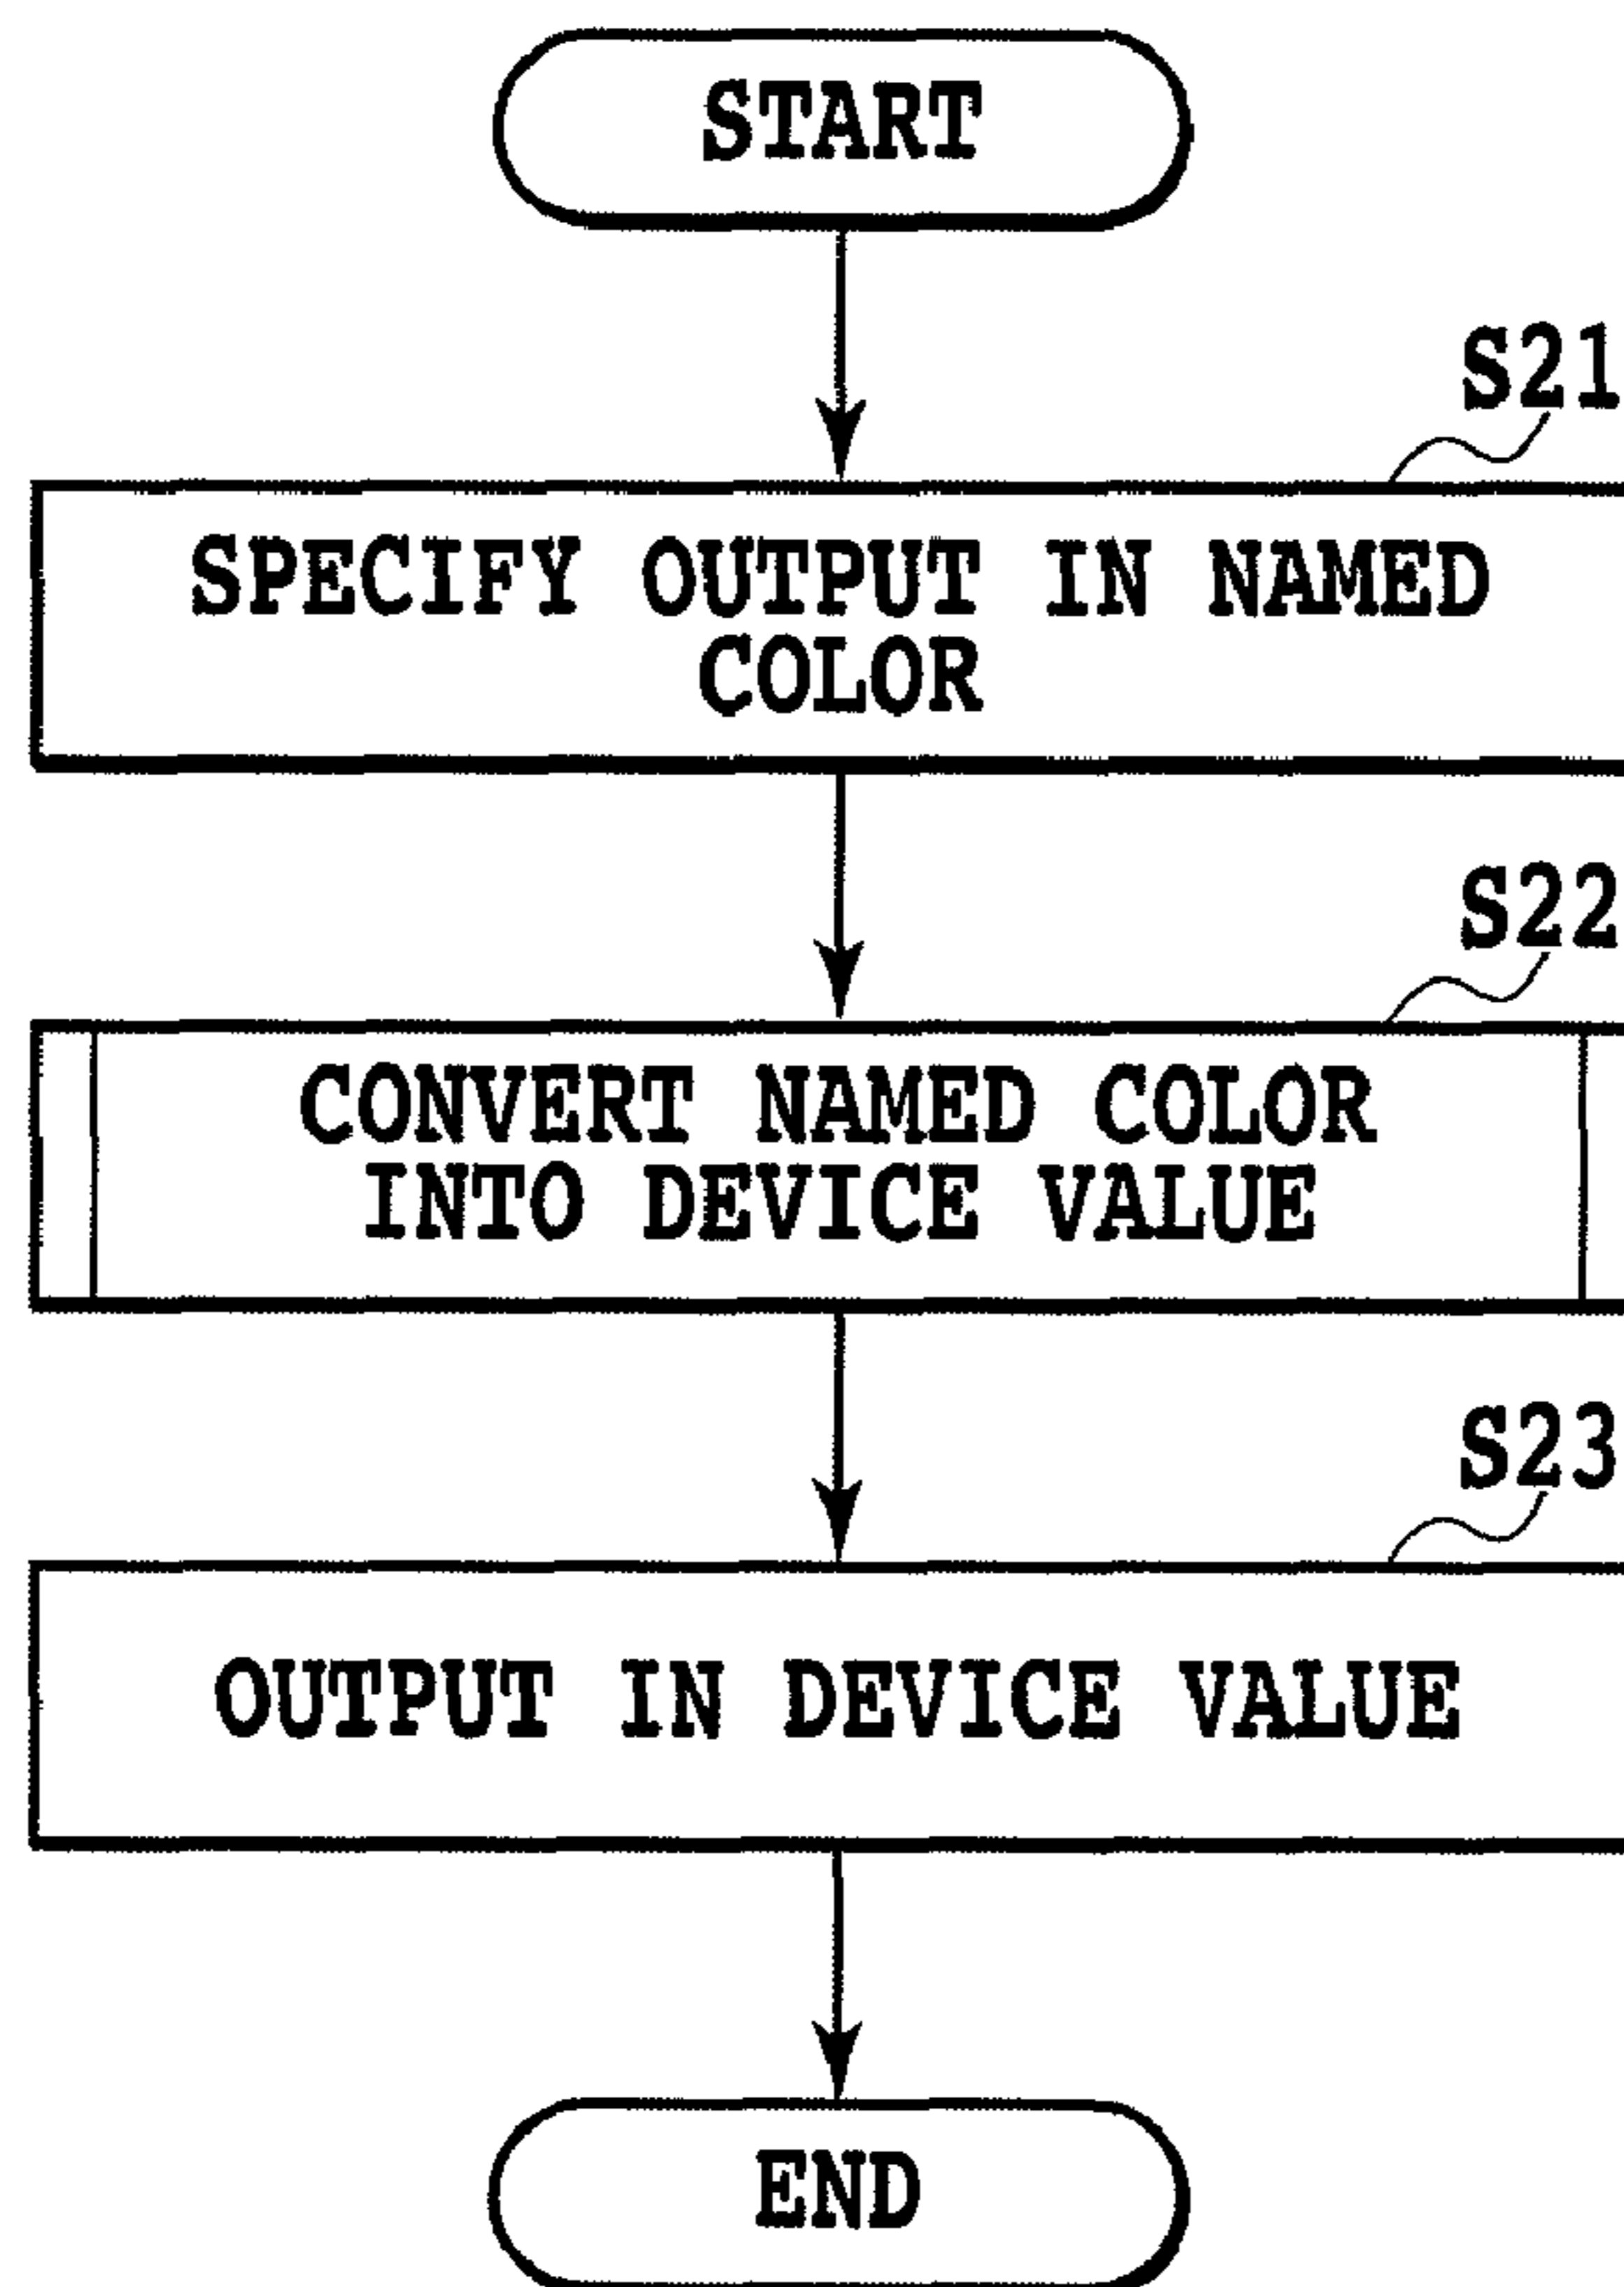 START
S21
SPECIFY OUTPUT IN NAMED
COLOR
S22
CONVERT NAMED COLOR
INTO DEVICE VALUE
S23
OUTPUT IN DEVICE VALUE
END